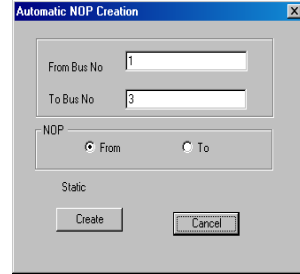 Automatic NOP Creation
From Bus No 1
To Bus No 3
NOP
From To
Static
Create Cancel